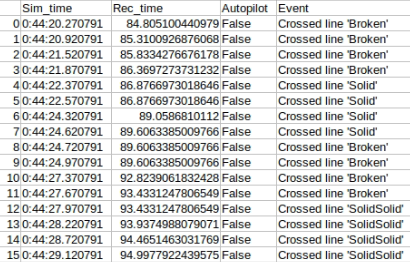 Sim_time Rec_time Autopilot Event
0 0:44:20.270791 84.805100440979 False Crossed line 'Broken'
1 0:44:20.920791 85.3100926876068 False Crossed line 'Broken'
2 0:44:21.520791 85.8334276676178 False Crossed line 'Broken'
3 0:44:21.870791 86.3697273731232 False Crossed line 'Broken'
4 0:44:22.370791 86.8766973018646 False Crossed line 'Solid'
5 0:44:22.570791 86.8766973018646 False Crossed line 'Solid'
6 0:44:24.320791 89.0586810112 False Crossed line 'Solid'
7 0:44:24.620791 89.6063385009766 False Crossed line 'Solid'
8 0:44:24.720791 89.6063385009766 False Crossed line 'Broken'
9 0:44:24.970791 89.6063385009766 False Crossed line 'Broken'
10 0:44:27.370791 92.8239061832428 False Crossed line 'Broken'
11 0:44:27.670791 93.4331247806549 False Crossed line 'Broken'
12 0:44:27.970791 93.4331247806549 False Crossed line 'SolidSolid'
13 0:44:28.220791 93.9374988079071 False Crossed line 'SolidSolid'
14 0:44:28.720791 94.4651463031769 False Crossed line 'SolidSolid'
15 0:44:29.120791 94.9977922439575 False Crossed line 'SolidSolid'